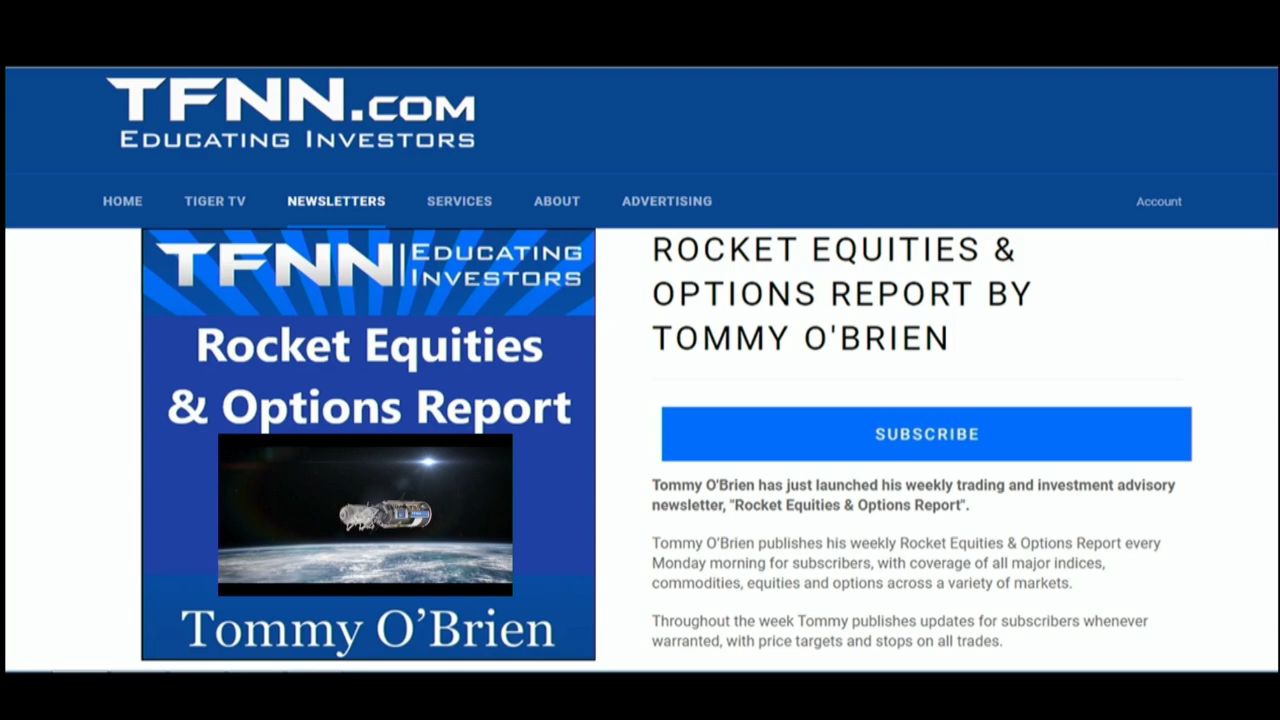 TFNN.COM
EDUCATING INVESTORS
HOME TIGER TV NEWSLETTERS SERVICES ABOUT ADVERTISING Account
TFNN EDUCATING INVESTORS
Rocket Equities
& Options Report
Tommy O’Brien
ROCKET EQUITIES &
OPTIONS REPORT BY
TOMMY O'BRIEN
SUBSCRIBE
Tommy O'Brien has just launched his weekly trading and investment advisory
newsletter, "Rocket Equities & Options Report".
Tommy O’Brien publishes his weekly Rocket Equities & Options Report every
Monday morning for subscribers, with coverage of all major indices,
commodities, equities and options across a variety of markets.
Throughout the week Tommy publishes updates for subscribers whenever
warranted, with price targets and stops on all trades.